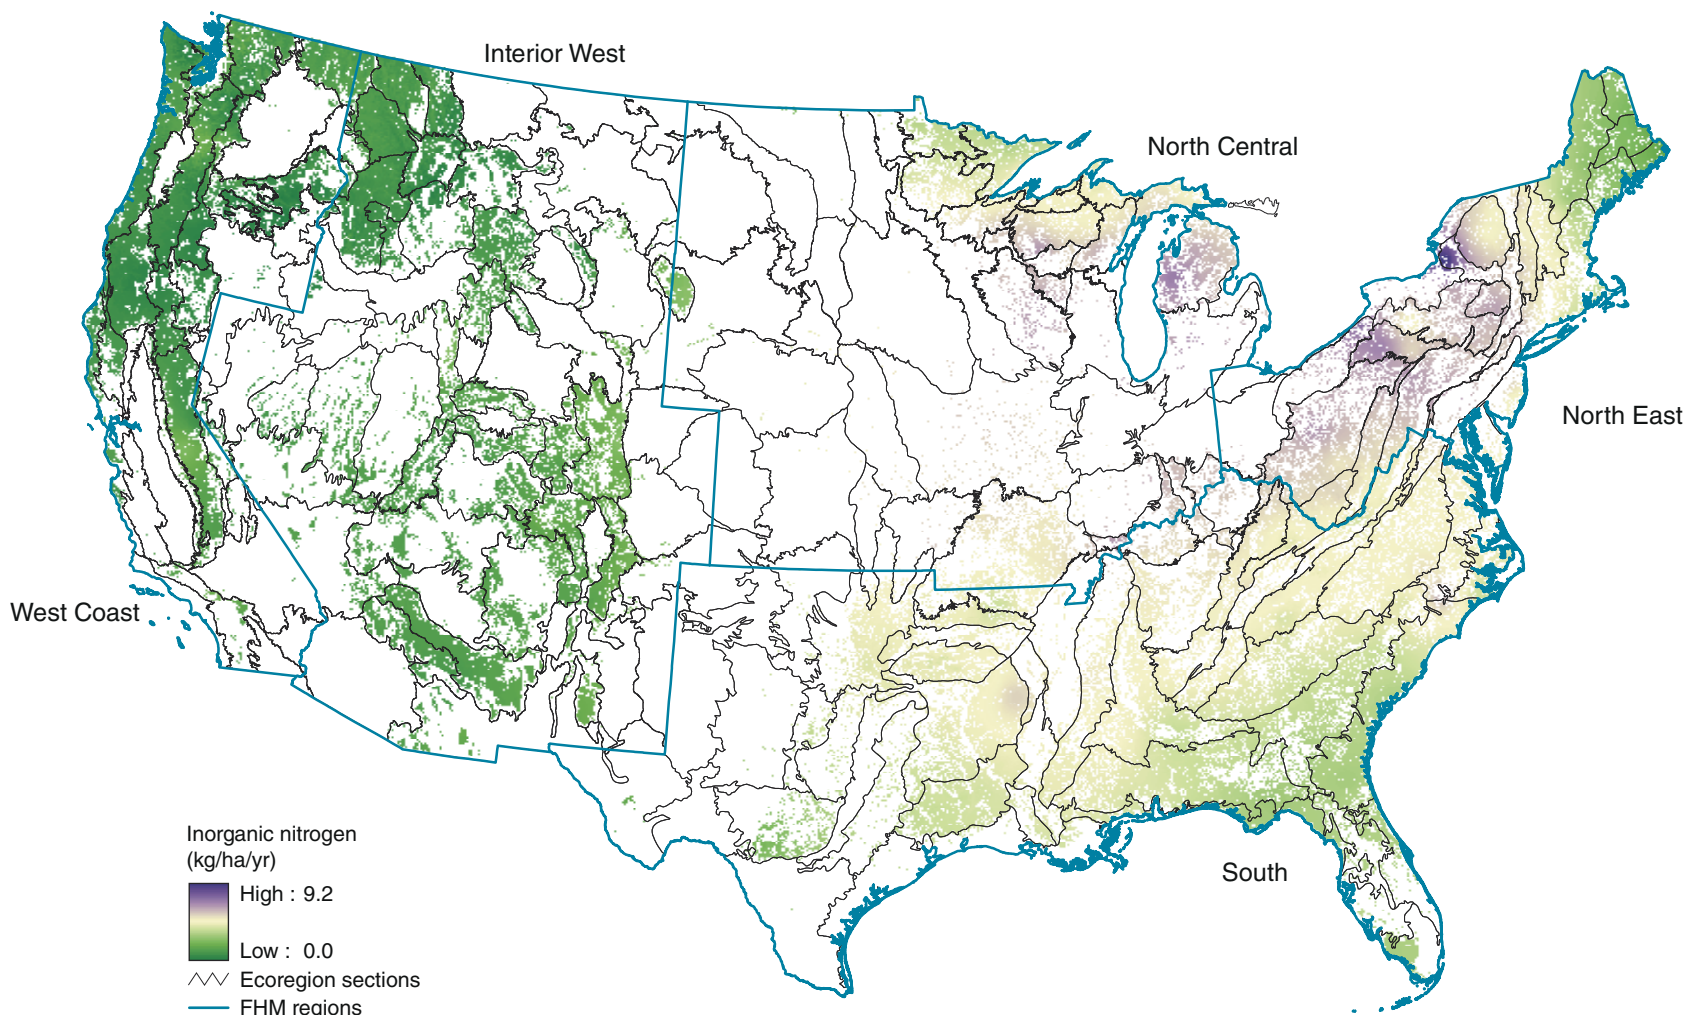 Interior West
North Central
North East
West Coast
South
Inorganic nitrogen
(kg/ha/yr)
High : 9.2
Low : 0.0
Ecoregion sections
FHM regions